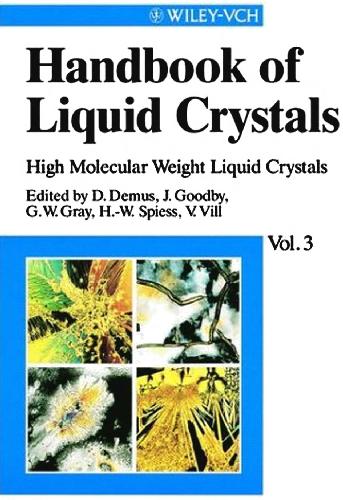 WILEY-VCH
Handbook of
Liquid Crystals
High Molecular Weight Liquid Crystals
Edited by D. Demus, J. Goodby,
G.W. Gray, H.-W. Spiess, V. Vill
Vol. 3